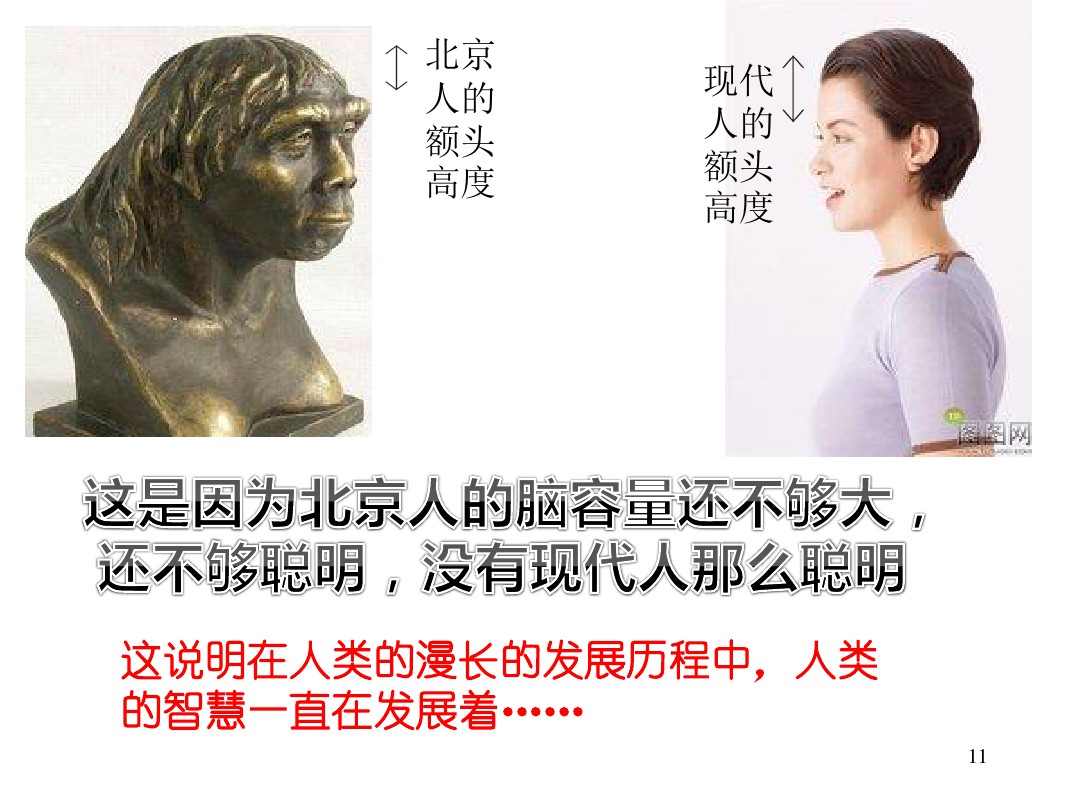 北京
人的
额头
高度
现代
人的
额头
高度
图图网
这是因为北京人的脑容量还不够大，
还不够聪明，没有现代人那么聪明
这说明在人类的漫长的发展历程中，人类
的智慧一直在发展着……
11